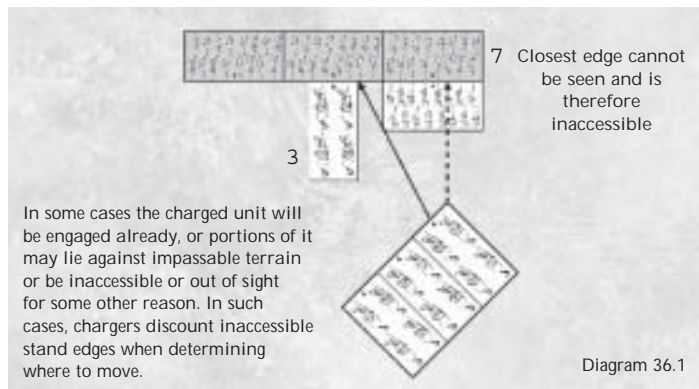 7 Closest edge cannot
be seen and is
therefore
inaccessible
3
In some cases the charged unit will
be engaged already, or portions of it
may lie against impassable terrain
or be inaccessible or out of sight
for some other reason. In such
cases, chargers discount inaccessible
stand edges when determining
where to move.
Diagram 36.1